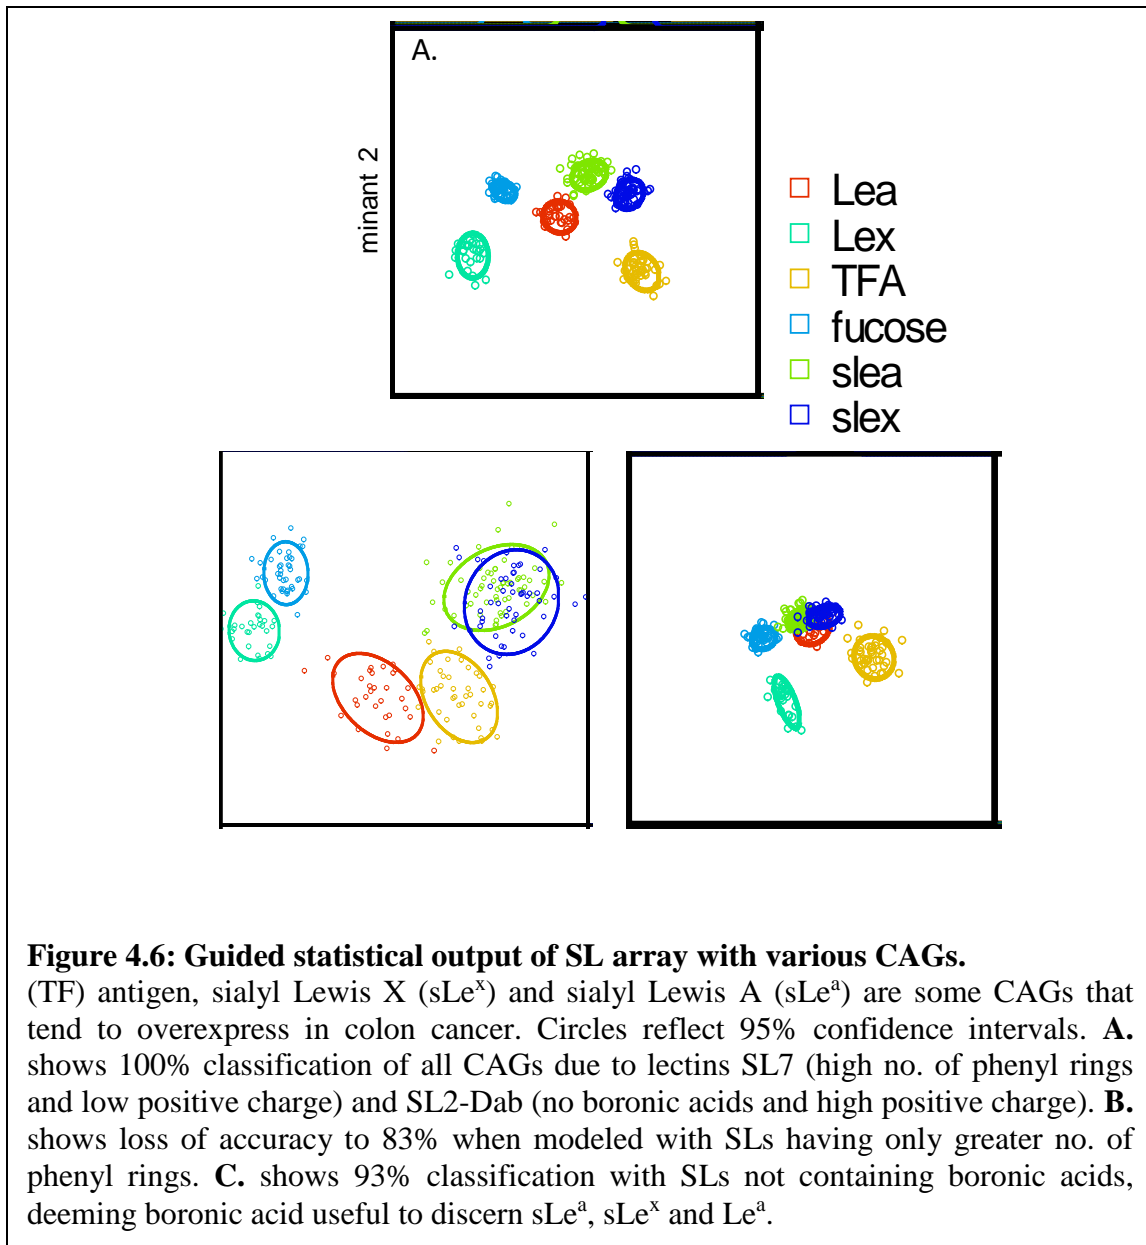 A.
minant 2
Lea
Lex
TFA
fucose
slea
slex
Figure 4.6: Guided statistical output of SL array with various CAGs.
(TF) antigen, sialyl Lewis X (sLeˣ) and sialyl Lewis A (sLeᵃ) are some CAGs that
tend to overexpress in colon cancer. Circles reflect 95% confidence intervals. A.
shows 100% classification of all CAGs due to lectins SL7 (high no. of phenyl rings
and low positive charge) and SL2-Dab (no boronic acids and high positive charge). B.
shows loss of accuracy to 83% when modeled with SLs having only greater no. of
phenyl rings. C. shows 93% classification with SLs not containing boronic acids,
deeming boronic acid useful to discern sLeᵃ, sLeˣ and Leᵃ.